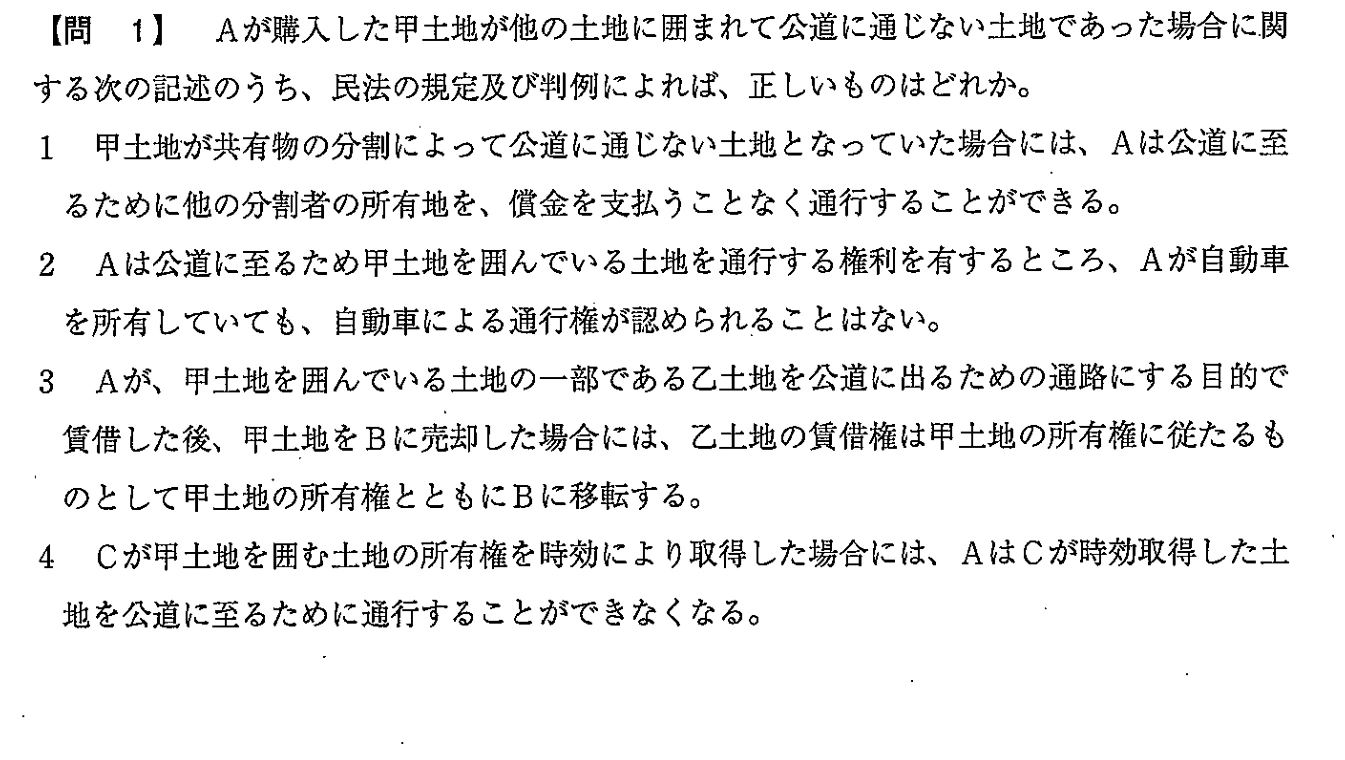 【問　1】　Aが購入した甲土地が他の土地に囲まれて公道に通じない土地であった場合に関
する次の記述のうち、民法の規定及び判例によれば、正しいものはどれか。
1　甲土地が共有物の分割によって公道に通じない土地となっていた場合には、Aは公道に至
るために他の分割者の所有地を、償金を支払うことなく通行することができる。
2　Aは公道に至るため甲土地を囲んでいる土地を通行する権利を有するところ、Aが自動車
を所有していても、自動車による通行権が認められることはない。
3　Aが、甲土地を囲んでいる土地の一部である乙土地を公道に出るための通路にする目的で
賃借した後、甲土地をBに売却した場合には、乙土地の賃借権は甲土地の所有権に従たるも
のとして甲土地の所有権とともにBに移転する。
4　Cが甲土地を囲む土地の所有権を時効により取得した場合には、AはCが時効取得した土
地を公道に至るために通行することができなくなる。